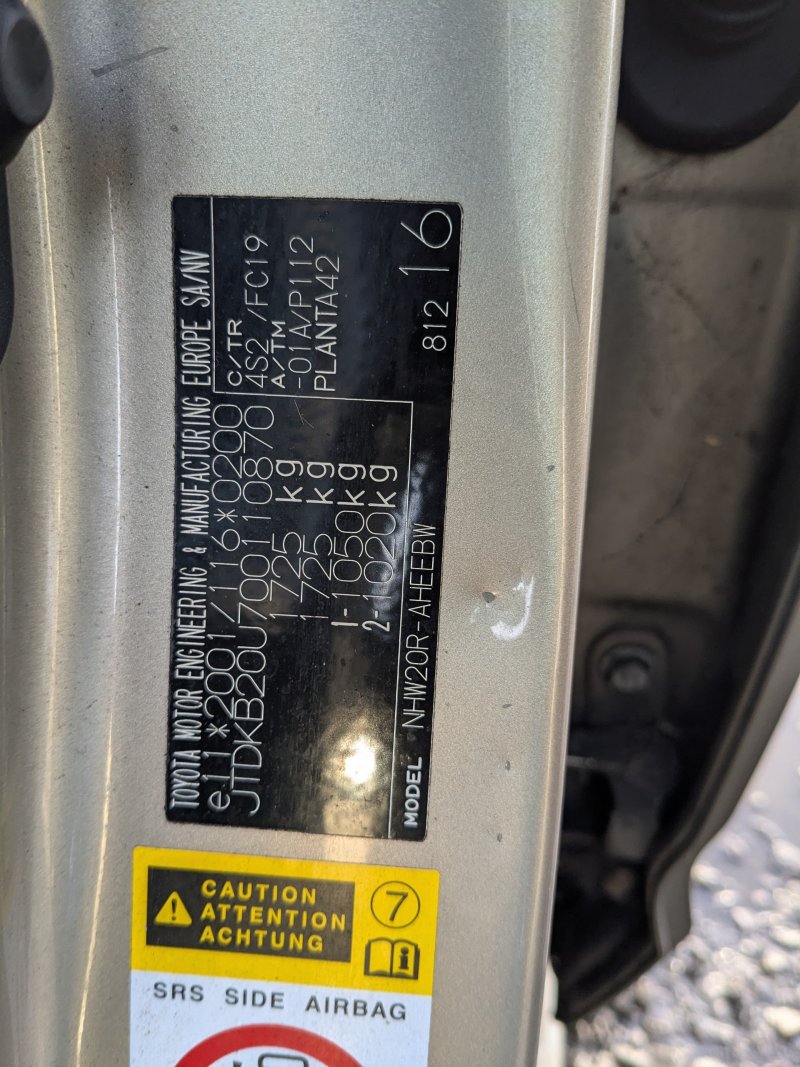 TOYOTA MOTOR ENGINEERING & MANUFACTURING EUROPE SA/NV
e11*2001/116*0200
JTDKB20U700110870
1725 kg
1725 kg
1-1050kg
2-1020kg
C/TR
4S2 /FC19
A/TM
-01A/P112
PLANTA42
MODEL NHW20R-AHEEBW
812 16
CAUTION
ATTENTION
ACHTUNG
7
i
SRS SIDE AIRBAG